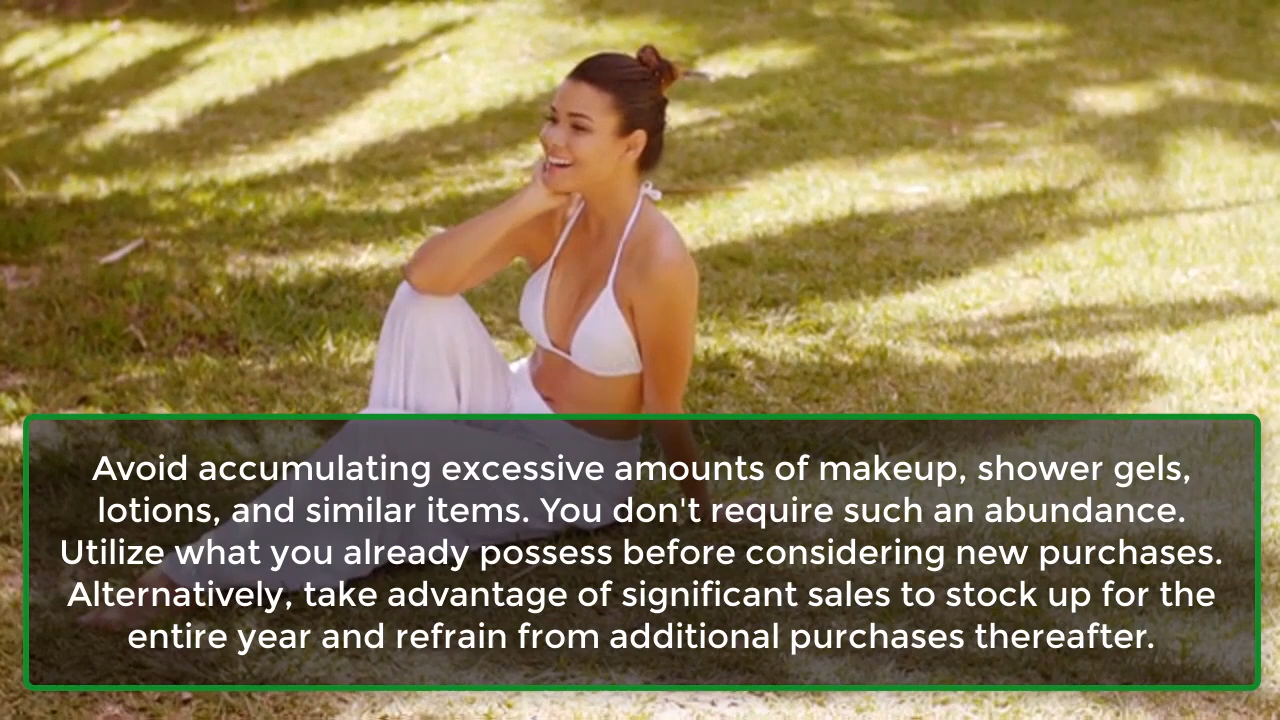 Avoid accumulating excessive amounts of makeup, shower gels,
lotions, and similar items. You don't require such an abundance.
Utilize what you already possess before considering new purchases.
Alternatively, take advantage of significant sales to stock up for the
entire year and refrain from additional purchases thereafter.